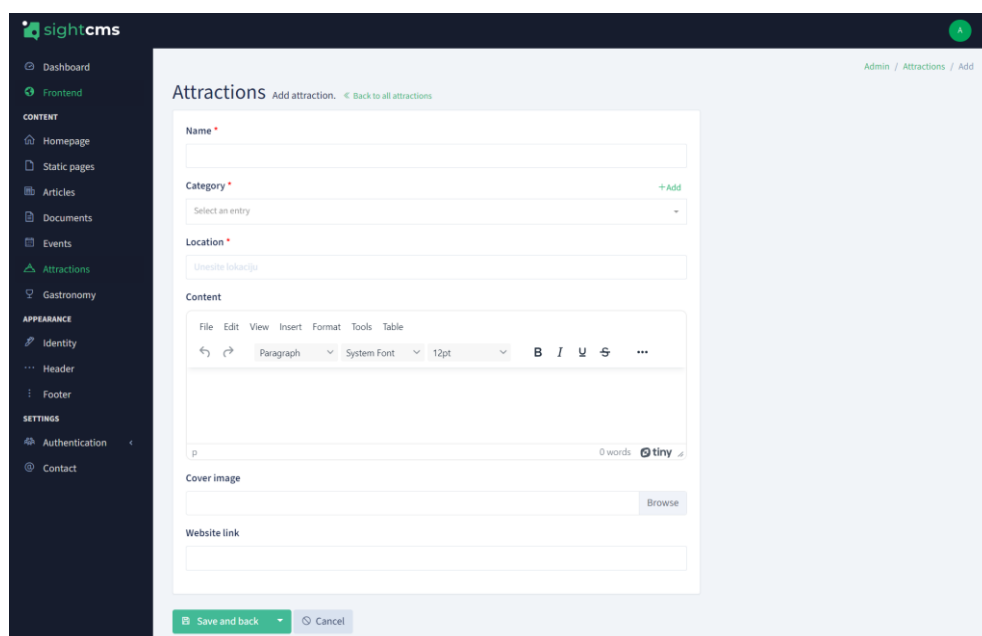 sightcms
A
Dashboard
Frontend
CONTENT
Homepage
Static pages
Articles
Documents
Events
Attractions
Gastronomy
APPEARANCE
Identity
Header
Footer
SETTINGS
Authentication
Contact
Admin / Attractions / Add
Attractions Add attraction. « Back to all attractions
Name *
Category * +Add
Select an entry
Location *
Unesite lokaciju
Content
File Edit View Insert Format Tools Table
Paragraph System Font 12pt B I U S ...
p 0 words tiny
Cover image
Browse
Website link
Save and back Cancel